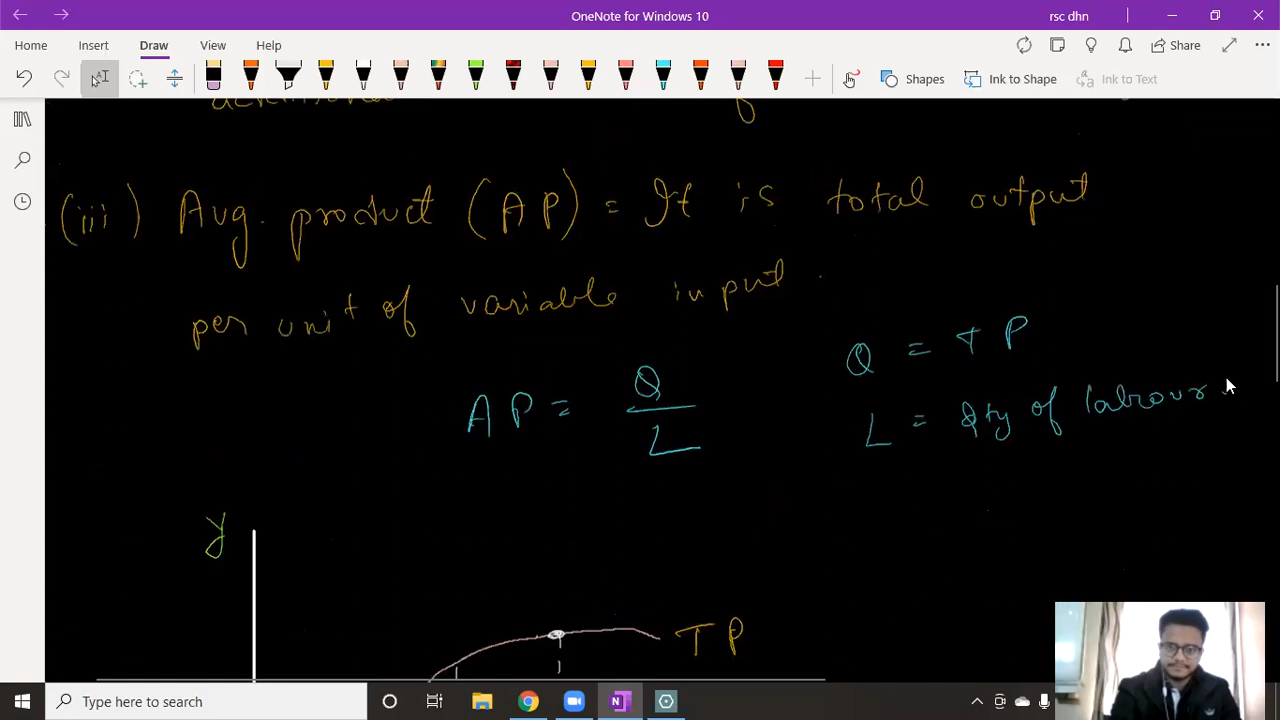 OneNote for Windows 10
rsc dhn
Home Insert Draw View Help
Share
Shapes Ink to Shape Ink to Text
(iii) Avg. product (AP) = It is total output
per unit of variable input.
Q = TP
AP = Q
L
L = Qty of labour.
y
TP
Type here to search